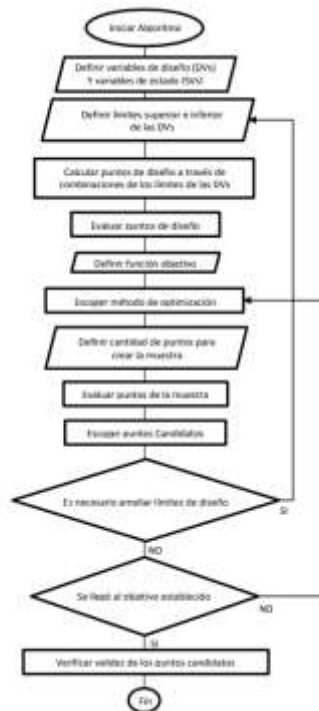 Iniciar Algoritmo
Definir variables de diseño (DVs)
Y variables de estado (SVs)
Definir límites superior e inferior
de las DVs
Calcular puntos de diseño a través de
combinaciones de los límites de las DVs
Evaluar puntos de diseño
Definir función objetivo
Escoger método de optimización
Definir cantidad de puntos para
crear la muestra
Evaluar puntos de la muestra
Escoger puntos Candidatos
Es necesario ampliar límites de diseño
SI
NO
Se llegó al objetivo establecido
NO
SI
Verificar validez de los puntos candidatos
Fin